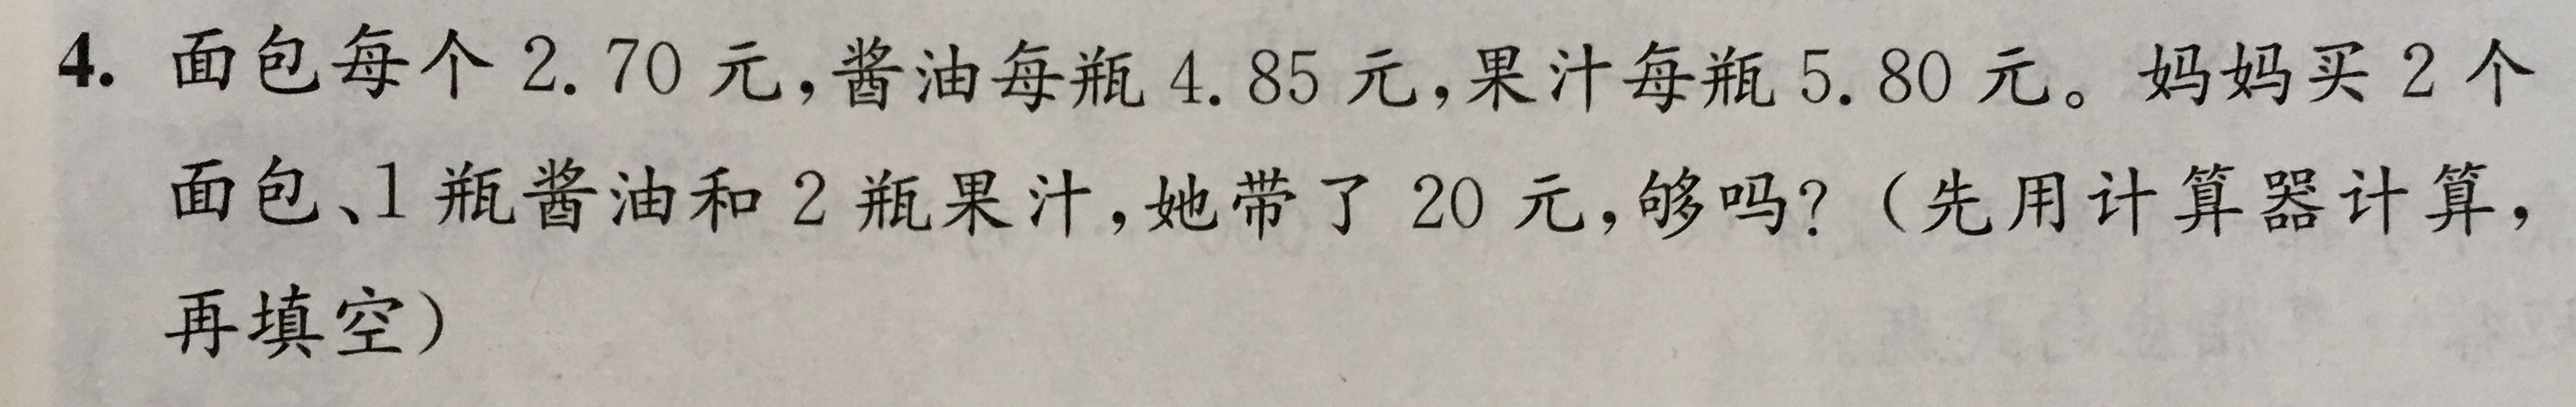 4. 面包每个 2.70 元,酱油每瓶 4.85 元,果汁每瓶 5.80 元。妈妈买 2 个
面包、1 瓶酱油和 2 瓶果汁,她带了 20 元,够吗?(先用计算器计算,
再填空)